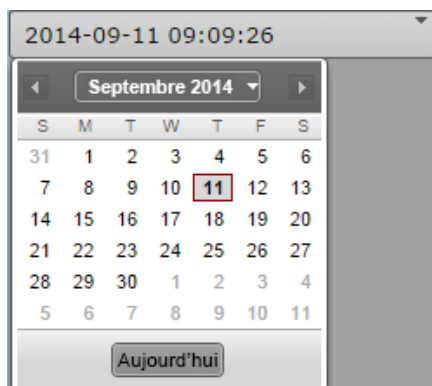 2014-09-11 09:09:26
Septembre 2014
S M T W T F S
31 1 2 3 4 5 6
7 8 9 10 11 12 13
14 15 16 17 18 19 20
21 22 23 24 25 26 27
28 29 30 1 2 3 4
5 6 7 8 9 10 11
Aujourd'hui